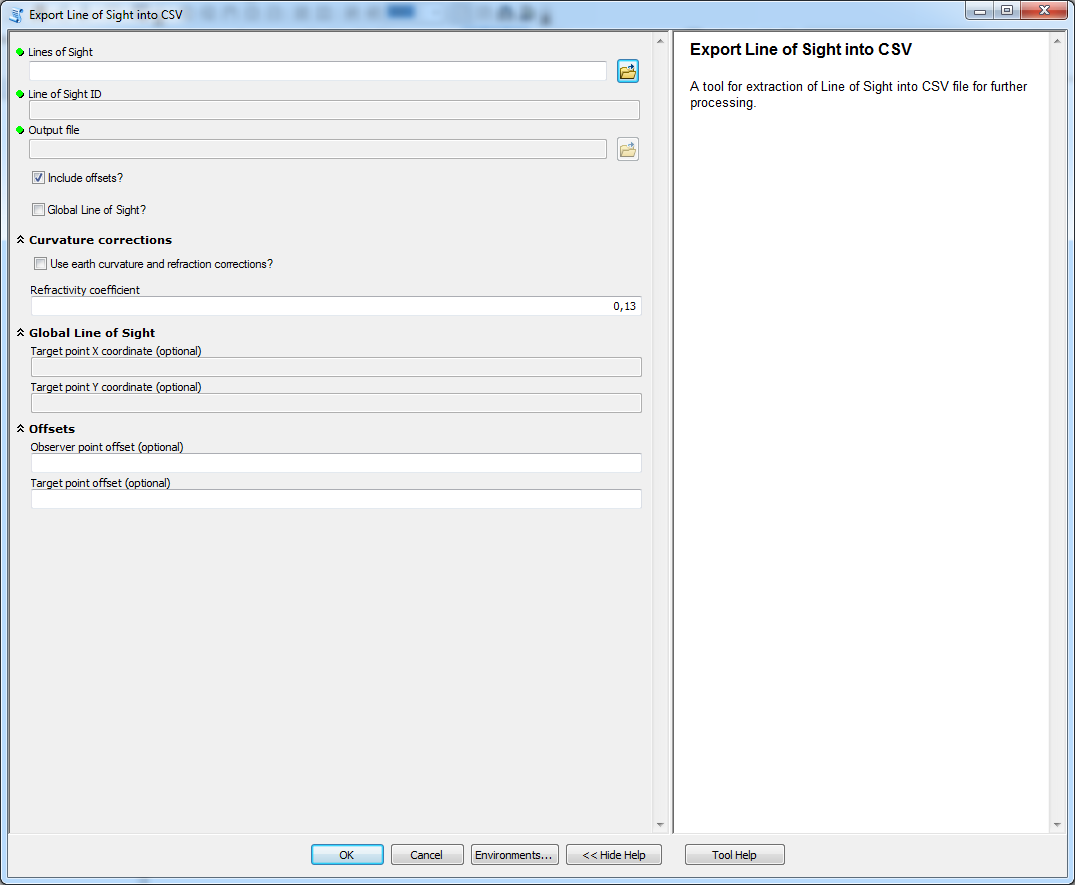 Export Line of Sight into CSV
Lines of Sight
Line of Sight ID
Output file
Include offsets?
Global Line of Sight?
Curvature corrections
Use earth curvature and refraction corrections?
Refractivity coefficient
0,13
Global Line of Sight
Target point X coordinate (optional)
Target point Y coordinate (optional)
Offsets
Observer point offset (optional)
Target point offset (optional)
Export Line of Sight into CSV
A tool for extraction of Line of Sight into CSV file for further
processing.
OK
Cancel
Environments...
<< Hide Help
Tool Help